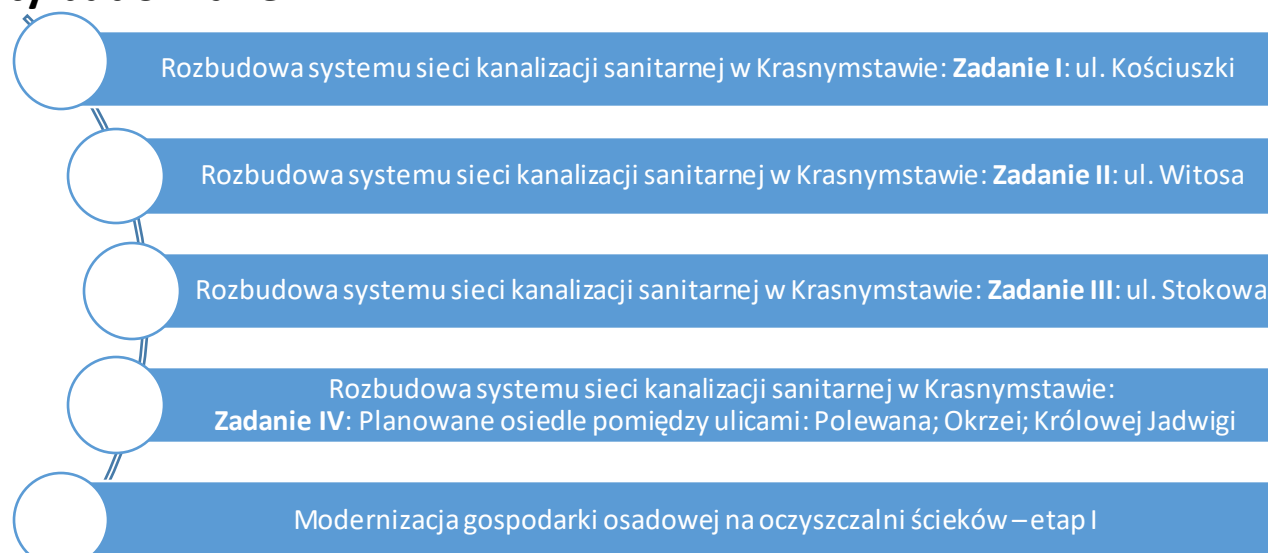 Rozbudowa systemu sieci kanalizacji sanitarnej w Krasnymstawie: Zadanie I: ul. Kościuszki
Rozbudowa systemu sieci kanalizacji sanitarnej w Krasnymstawie: Zadanie II: ul. Witosa
Rozbudowa systemu sieci kanalizacji sanitarnej w Krasnymstawie: Zadanie III: ul. Stokowa
Rozbudowa systemu sieci kanalizacji sanitarnej w Krasnymstawie:
Zadanie IV: Planowane osiedle pomiędzy ulicami: Polewana; Okrzei; Królowej Jadwigi
Modernizacja gospodarki osadowej na oczyszczalni ścieków – etap I